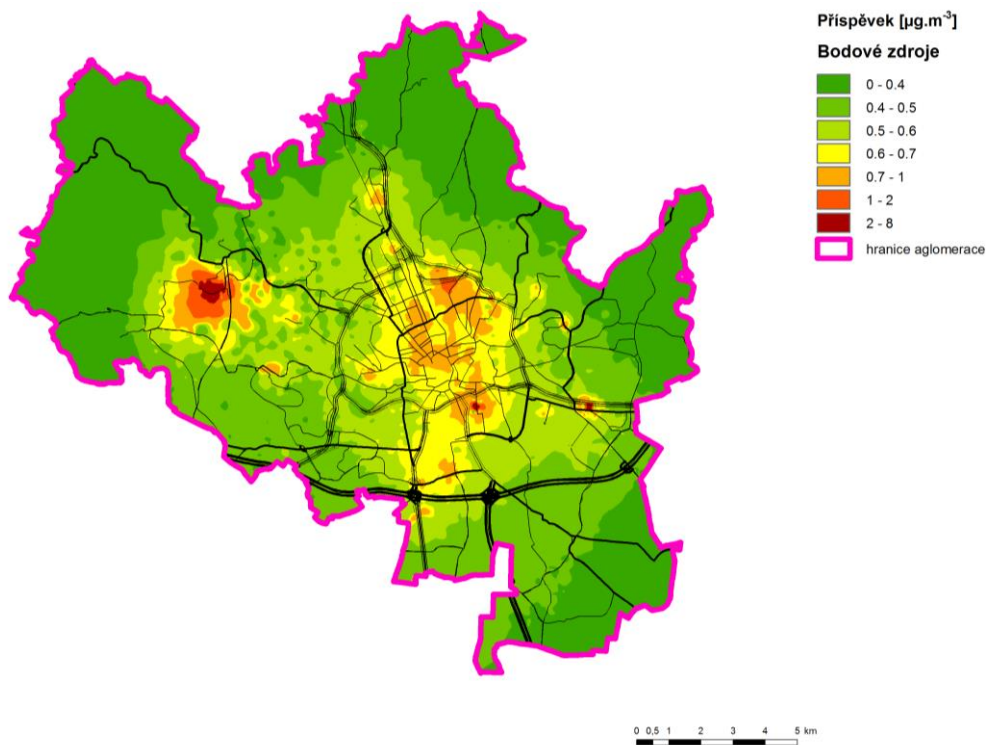 Příspěvek [µg.m⁻³]
Bodové zdroje
0 - 0.4
0.4 - 0.5
0.5 - 0.6
0.6 - 0.7
0.7 - 1
1 - 2
2 - 8
hranice aglomerace
0 0,5 1 2 3 4 5 km